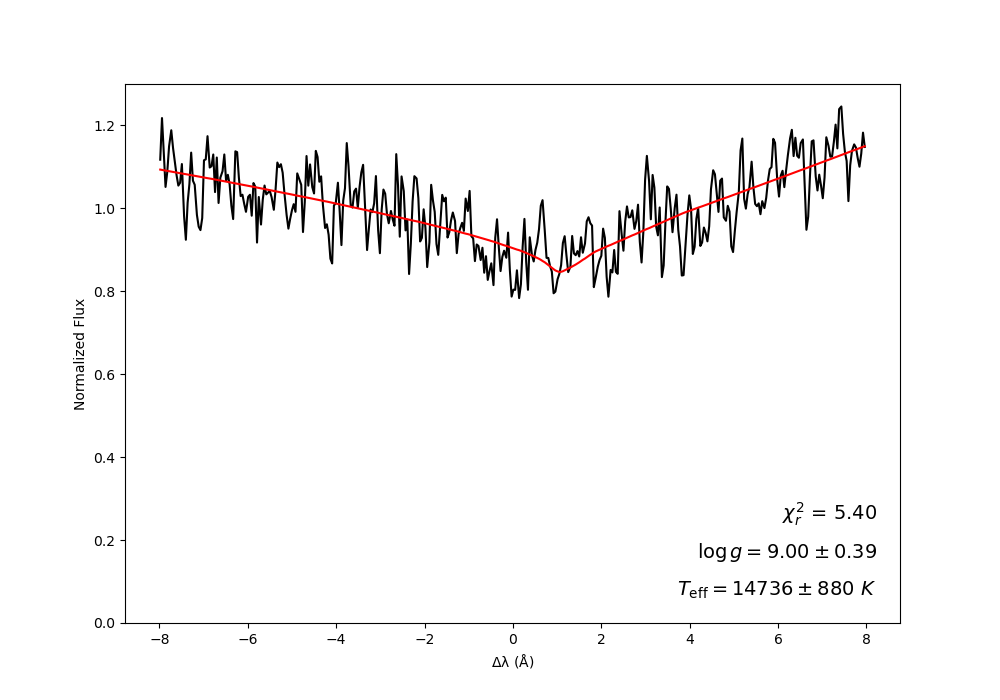 1.2
1.0
0.8
0.6
0.4
0.2
0.0
Normalized Flux
χ²ᵣ = 5.40
log g = 9.00 ± 0.39
T_eff = 14736 ± 880 K
−8 −6 −4 −2 0 2 4 6 8
Δλ (Å)